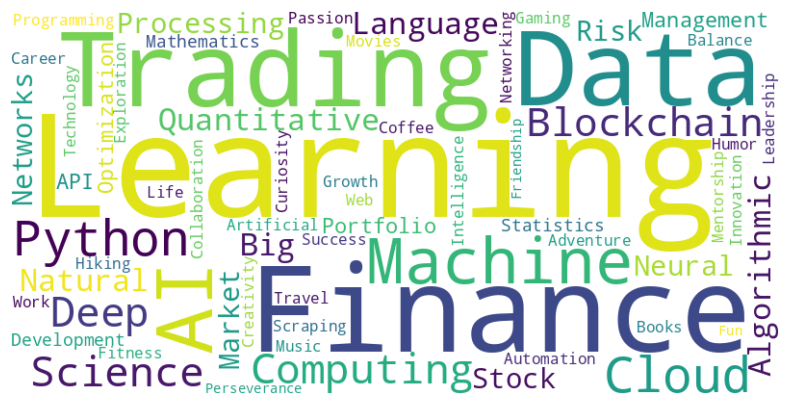 Programming
Processing
Passion
Language
Gaming
Risk
Management
Trading
Data
Mathematics
Movies
Networking
Balance
Career
Technology
Optimization
Exploration
Networks
Quantitative
Coffee
Blockchain
Leadership
Learning
Humor
API
Life
Collaboration
Curiosity
Growth
Web
Intelligence
Friendship
Mentorship
Innovation
Python
Artificial
Portfolio
Statistics
Big
Success
Adventure
Algorithmic
Hiking
Natural
AI
Machine
Neural
Work
Deep
Market
Creativity
Travel
Finance
Scraping
Books
Fun
Development
Fitness
Music
Automation
Science
Computing
Stock
Cloud
Perseverance